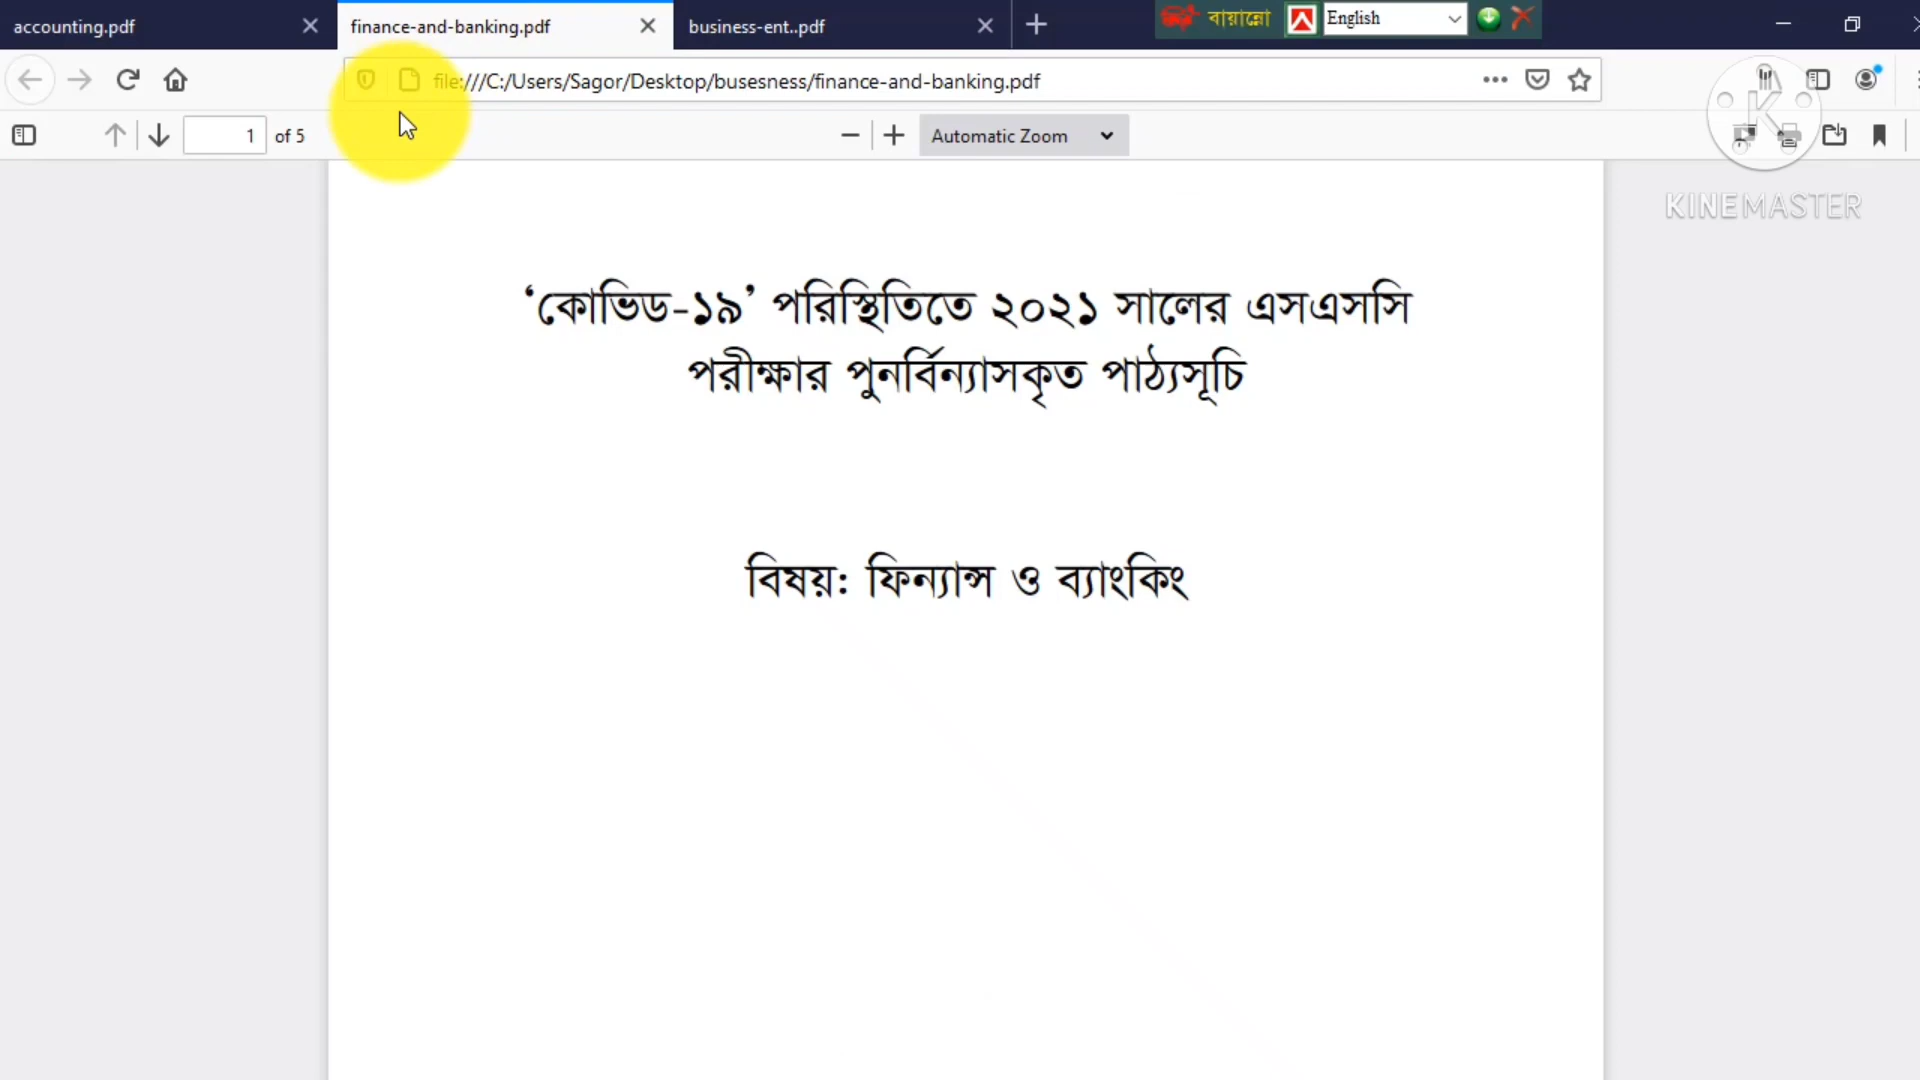 accounting.pdf
finance-and-banking.pdf
business-ent..pdf
বায়ান্নো
English
file:///C:/Users/Sagor/Desktop/busesness/finance-and-banking.pdf
1 of 5
Automatic Zoom
KINEMASTER
‘কোভিড-১৯’ পরিস্থিতিতে ২০২১ সালের এসএসসি
পরীক্ষার পুনর্বিন্যাসকৃত পাঠ্যসূচি
বিষয়: ফিন্যান্স ও ব্যাংকিং